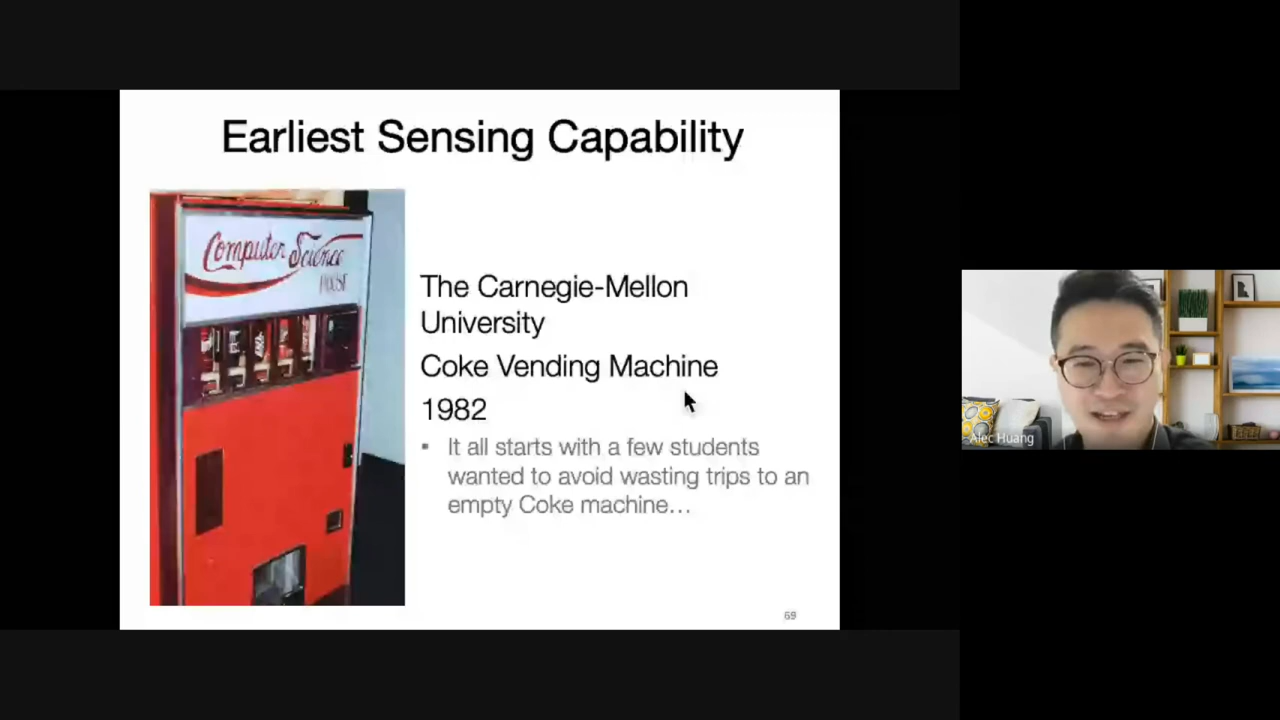 Earliest Sensing Capability
Computer Science
HOUSE
The Carnegie-Mellon
University
Coke Vending Machine
1982
▪ It all starts with a few students
wanted to avoid wasting trips to an
empty Coke machine…
69
Alec Huang